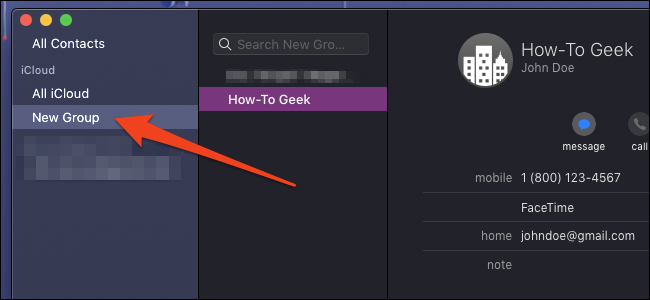 All Contacts
iCloud
All iCloud
New Group
Search New Gro...
How-To Geek
How-To Geek
John Doe
message
call
mobile 1 (800) 123-4567
FaceTime
home johndoe@gmail.com
note